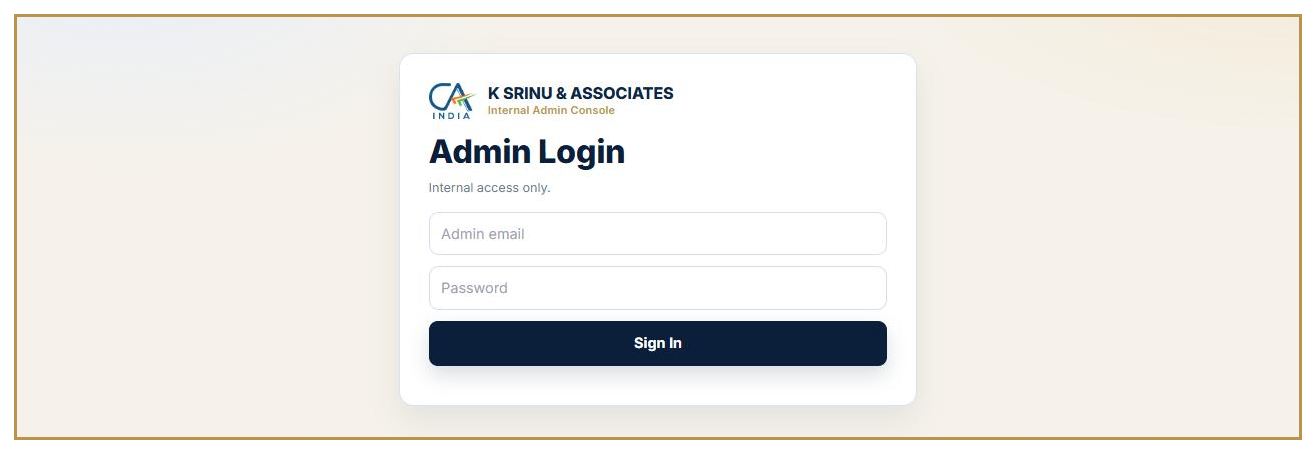 CA
INDIA
K SRINU & ASSOCIATES
Internal Admin Console
Admin Login
Internal access only.
Admin email
Password
Sign In